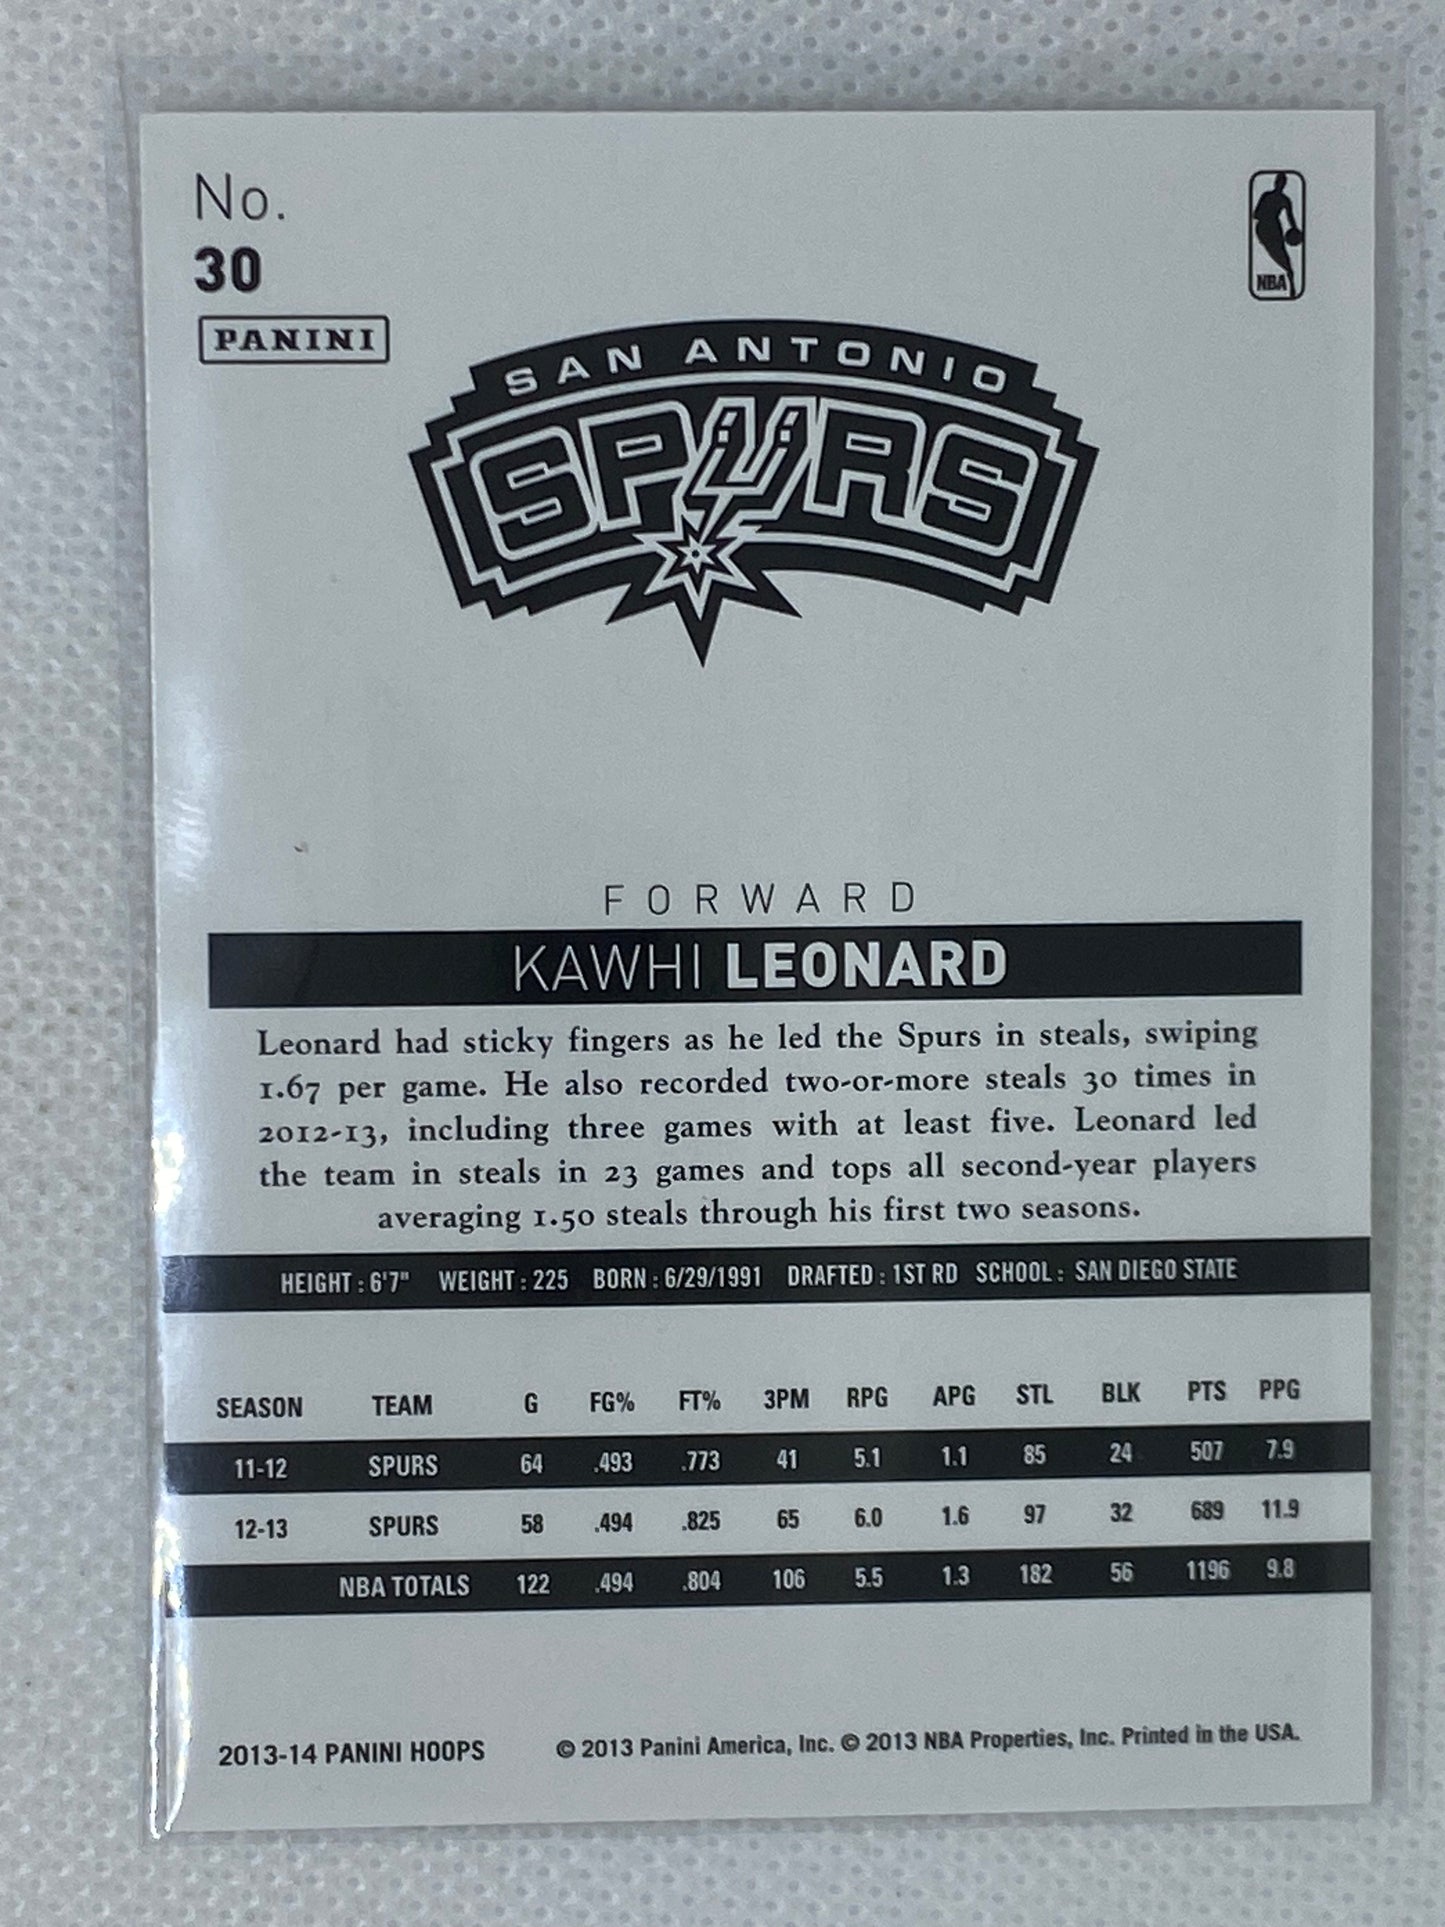 No.
30
PANINI
NBA
SAN ANTONIO
SPURS
FORWARD
KAWHI LEONARD
Leonard had sticky fingers as he led the Spurs in steals, swiping
1.67 per game. He also recorded two-or-more steals 30 times in
2012-13, including three games with at least five. Leonard led
the team in steals in 23 games and tops all second-year players
averaging 1.50 steals through his first two seasons.
HEIGHT : 6'7" WEIGHT : 225 BORN : 6/29/1991 DRAFTED : 1ST RD SCHOOL : SAN DIEGO STATE
SEASON TEAM G FG% FT% 3PM RPG APG STL BLK PTS PPG
11-12 SPURS 64 .493 .773 41 5.1 1.1 85 24 507 7.9
12-13 SPURS 58 .494 .825 65 6.0 1.6 97 32 689 11.9
NBA TOTALS 122 .494 .804 106 5.5 1.3 182 56 1196 9.8
2013-14 PANINI HOOPS © 2013 Panini America, Inc. © 2013 NBA Properties, Inc. Printed in the USA.